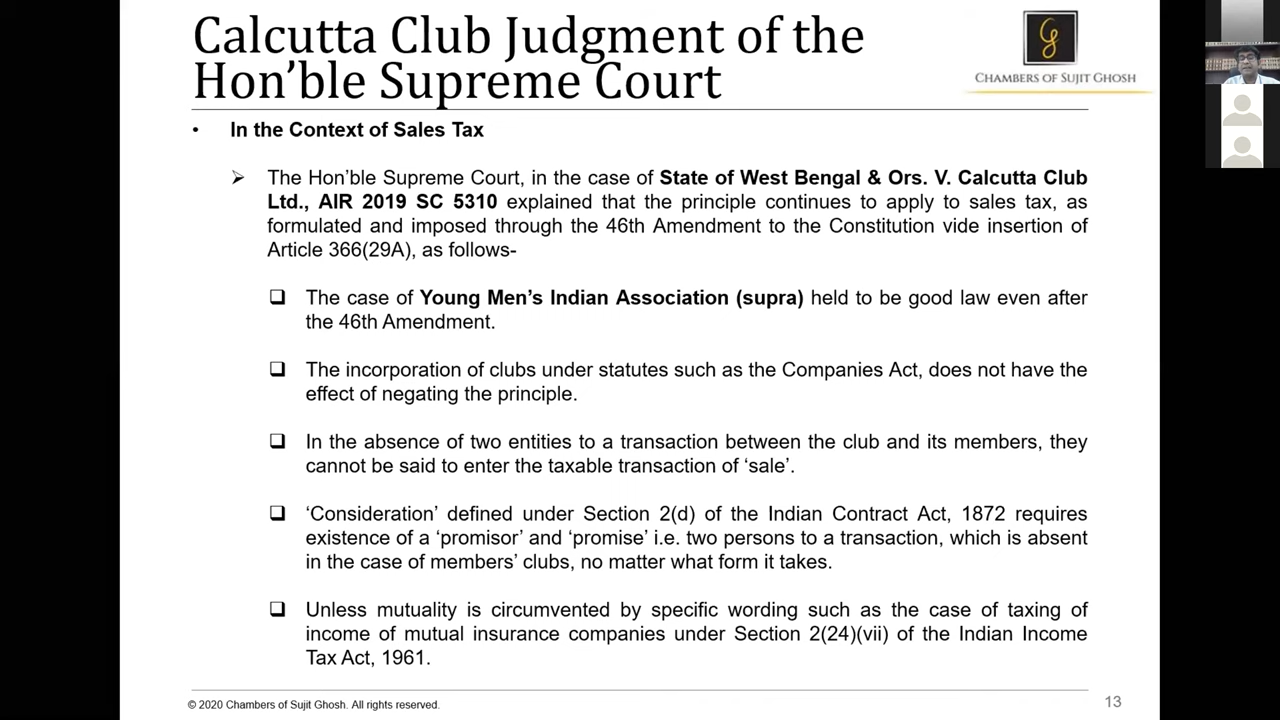 Calcutta Club Judgment of the
Hon’ble Supreme Court
CHAMBERS OF SUJIT GHOSH
• In the Context of Sales Tax
➢ The Hon’ble Supreme Court, in the case of State of West Bengal & Ors. V. Calcutta Club
Ltd., AIR 2019 SC 5310 explained that the principle continues to apply to sales tax, as
formulated and imposed through the 46th Amendment to the Constitution vide insertion of
Article 366(29A), as follows-
❑ The case of Young Men’s Indian Association (supra) held to be good law even after
the 46th Amendment.
❑ The incorporation of clubs under statutes such as the Companies Act, does not have the
effect of negating the principle.
❑ In the absence of two entities to a transaction between the club and its members, they
cannot be said to enter the taxable transaction of ‘sale’.
❑ ‘Consideration’ defined under Section 2(d) of the Indian Contract Act, 1872 requires
existence of a ‘promisor’ and ‘promise’ i.e. two persons to a transaction, which is absent
in the case of members’ clubs, no matter what form it takes.
❑ Unless mutuality is circumvented by specific wording such as the case of taxing of
income of mutual insurance companies under Section 2(24)(vii) of the Indian Income
Tax Act, 1961.
© 2020 Chambers of Sujit Ghosh. All rights reserved.
13